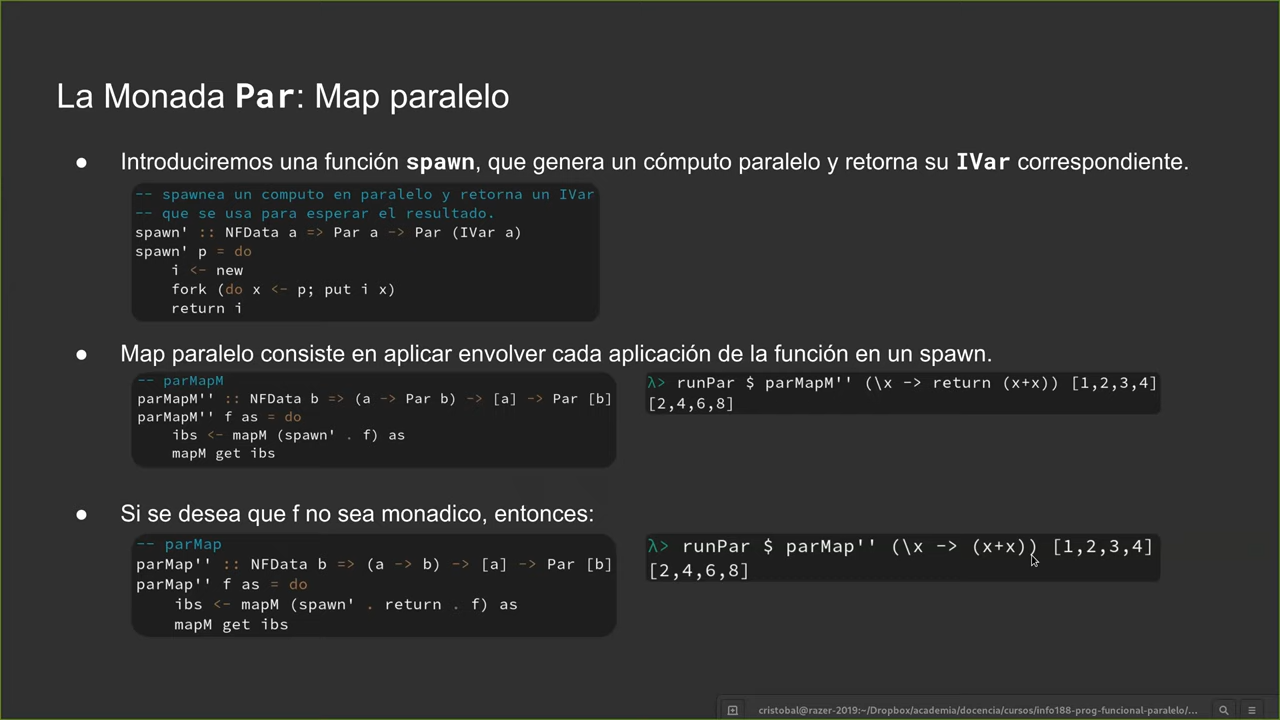 La Monada Par: Map paralelo
● Introduciremos una función spawn, que genera un cómputo paralelo y retorna su IVar correspondiente.
-- spawnea un computo en paralelo y retorna un IVar
-- que se usa para esperar el resultado.
spawn' :: NFData a => Par a -> Par (IVar a)
spawn' p = do
i <- new
fork (do x <- p; put i x)
return i
● Map paralelo consiste en aplicar envolver cada aplicación de la función en un spawn.
-- parMapM
parMapM'' :: NFData b => (a -> Par b) -> [a] -> Par [b]
parMapM'' f as = do
ibs <- mapM (spawn' . f) as
mapM get ibs
λ> runPar $ parMapM'' (\x -> return (x+x)) [1,2,3,4]
[2,4,6,8]
● Si se desea que f no sea monadico, entonces:
-- parMap
parMap'' :: NFData b => (a -> b) -> [a] -> Par [b]
parMap'' f as = do
ibs <- mapM (spawn' . return . f) as
mapM get ibs
λ> runPar $ parMap'' (\x -> (x+x)) [1,2,3,4]
[2,4,6,8]
cristobal@razer-2019:~/Dropbox/academia/docencia/cursos/info188-prog-funcional-paralelo/...